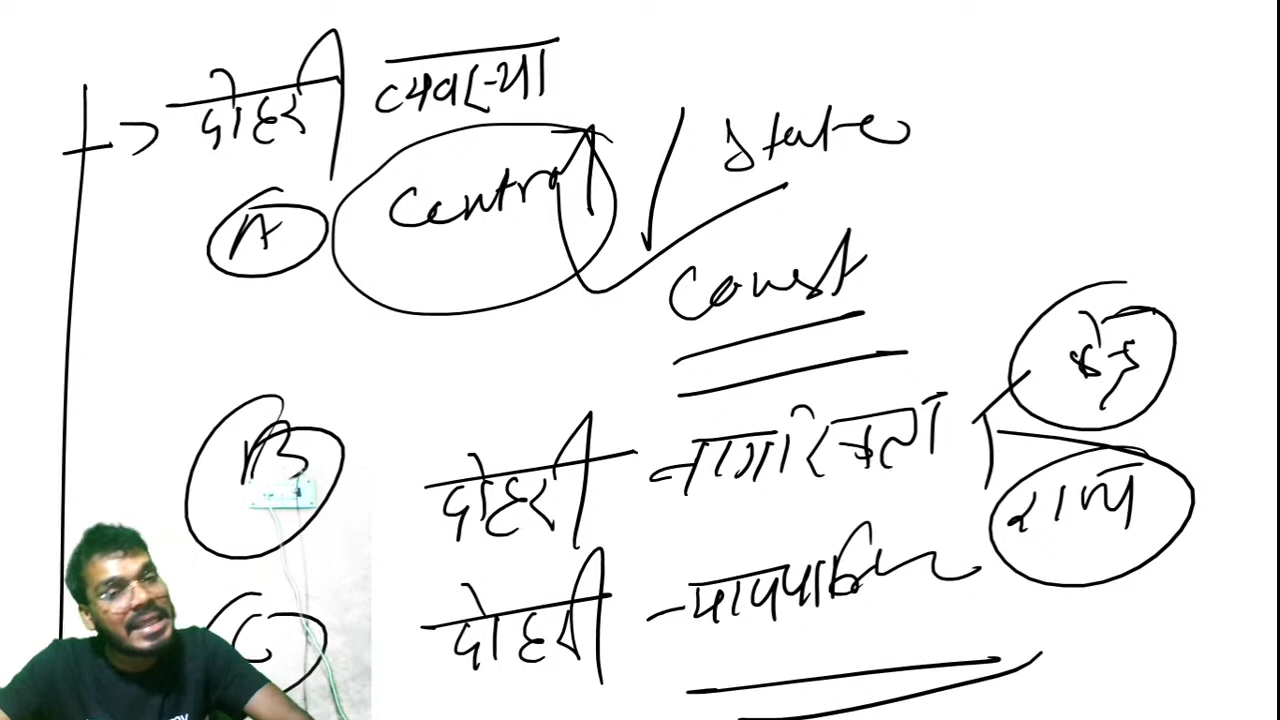 दोहरी व्यवस्था
A Central State
Const
B दोहरी नागरिकता केंद्र
राज्य
C दोहरी न्यायपालिका